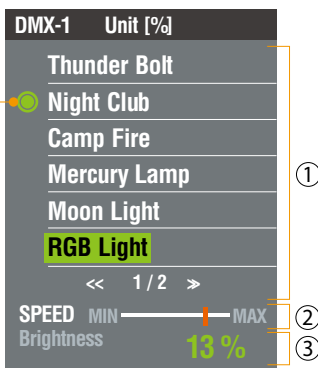 DMX-1 Unit [%]
Thunder Bolt
Night Club
Camp Fire
Mercury Lamp
Moon Light
RGB Light
≪ 1 / 2 ≫
SPEED MIN MAX
Brightness 13 %
①
②
③